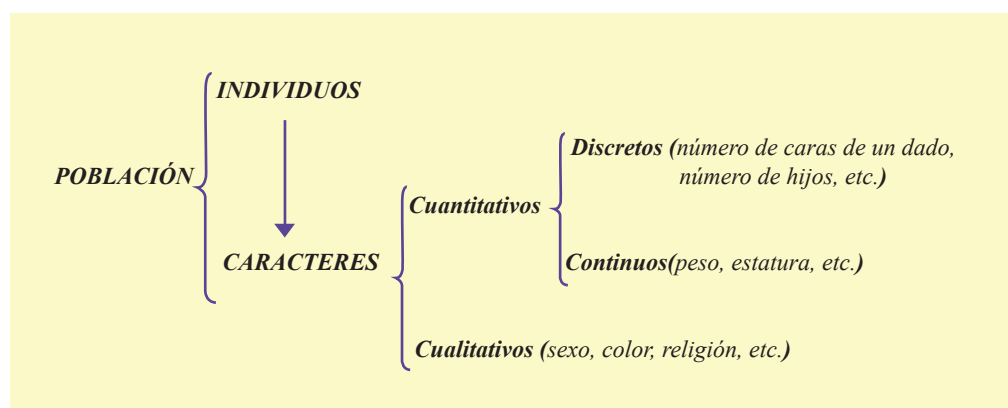 POBLACIÓN
INDIVIDUOS
CARACTERES
Cuantitativos
Discretos (número de caras de un dado,
número de hijos, etc.)
Continuos(peso, estatura, etc.)
Cualitativos (sexo, color, religión, etc.)